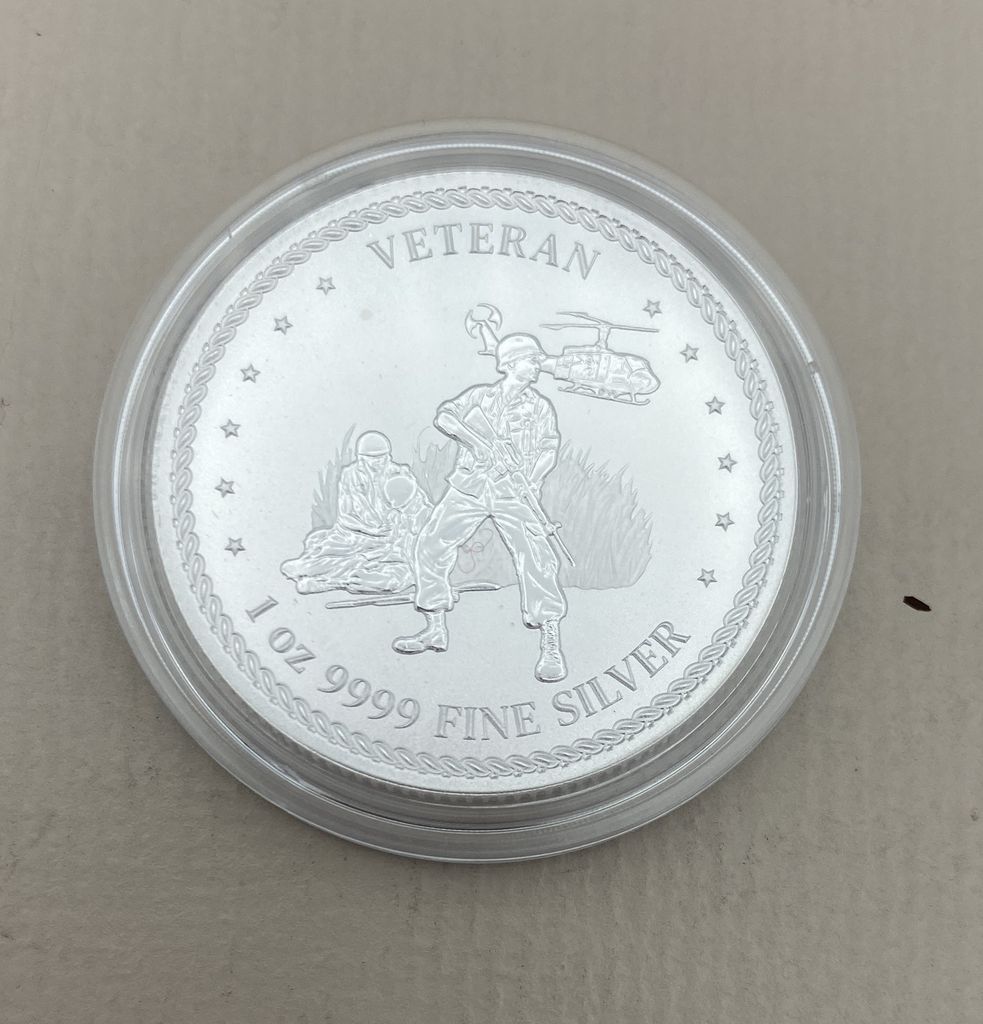 VETERAN
1 OZ 9999 FINE SILVER